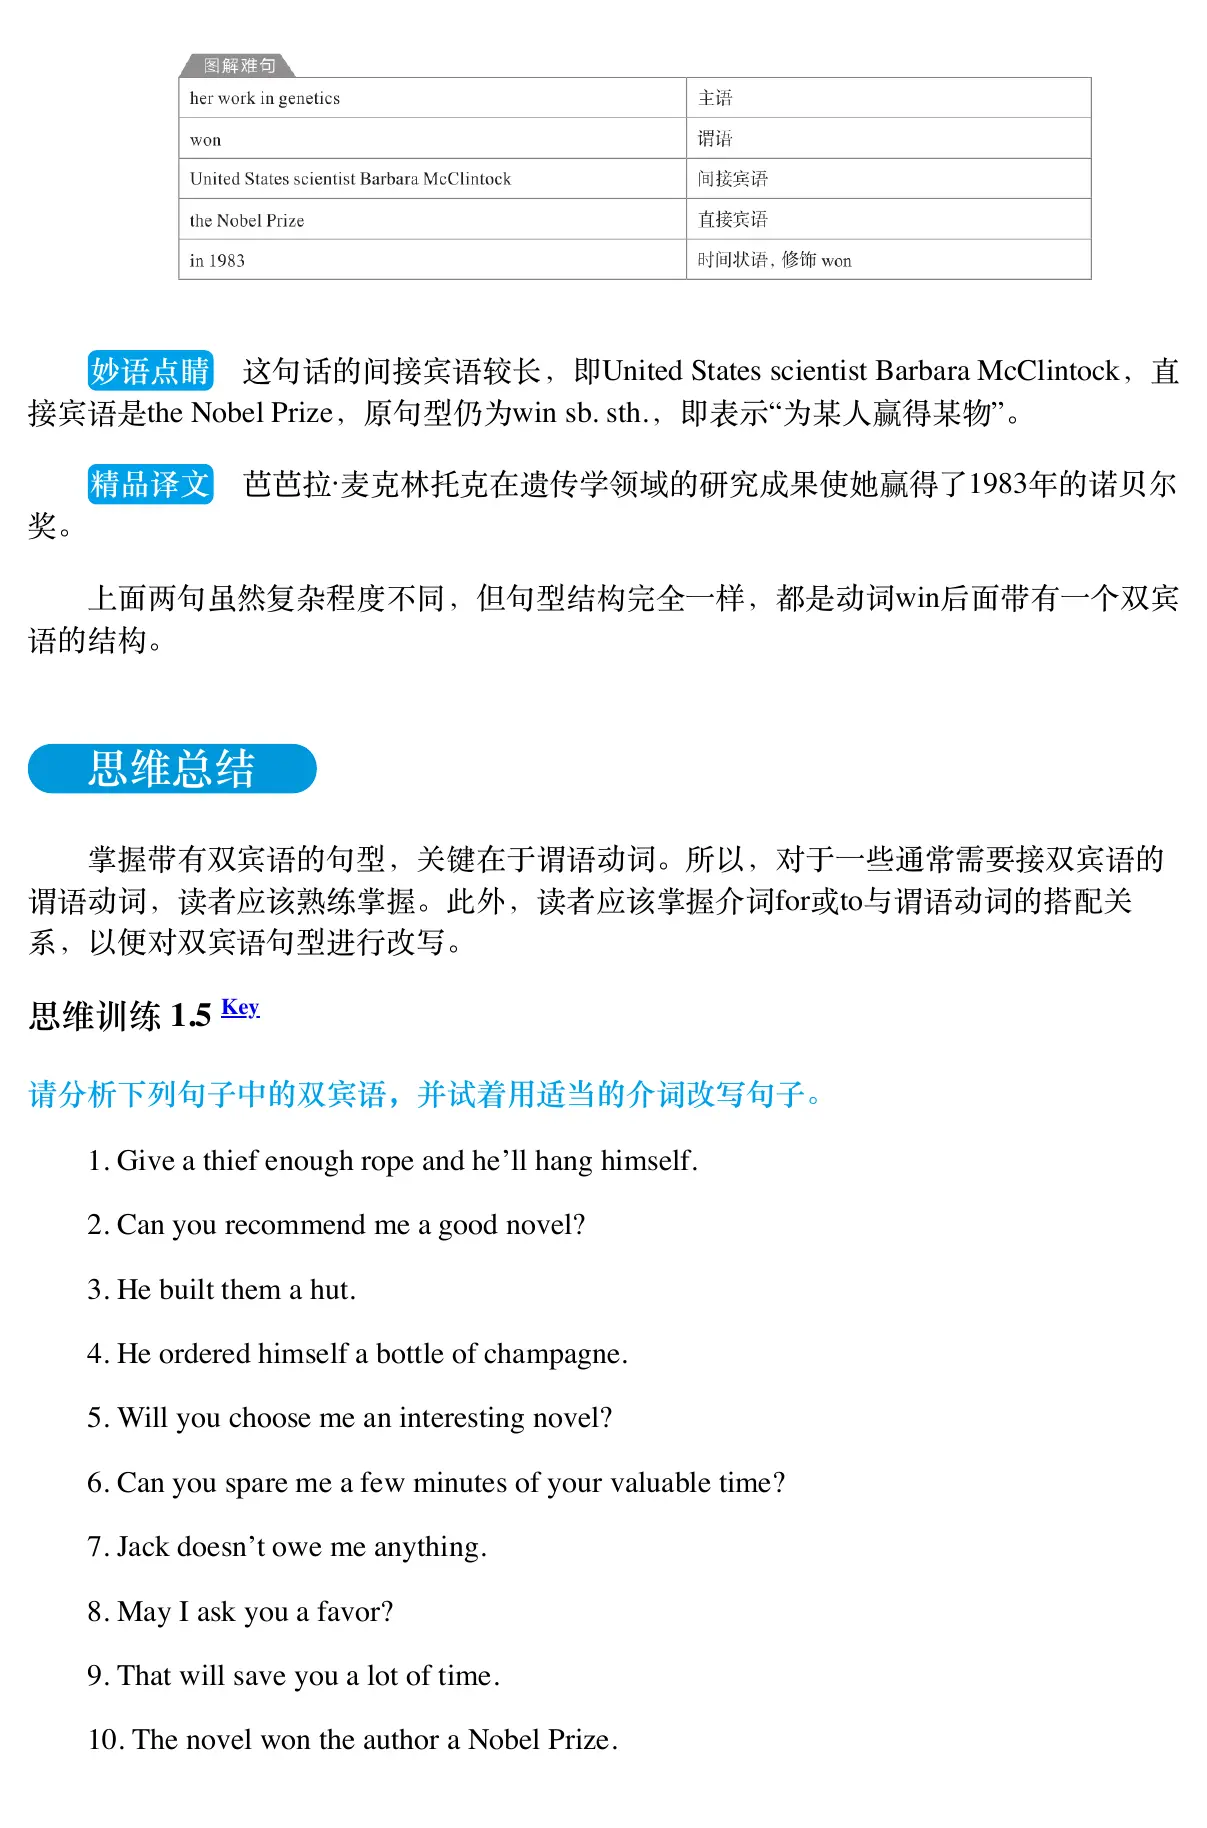 图解难句
her work in genetics 主语
won 谓语
United States scientist Barbara McClintock 间接宾语
the Nobel Prize 直接宾语
in 1983 时间状语，修饰 won
妙语点睛 这句话的间接宾语较长，即United States scientist Barbara McClintock，直
接宾语是the Nobel Prize，原句型仍为win sb. sth.，即表示“为某人赢得某物”。
精品译文 芭芭拉·麦克林托克在遗传学领域的研究成果使她赢得了1983年的诺贝尔
奖。
上面两句虽然复杂程度不同，但句型结构完全一样，都是动词win后面带有一个双宾
语的结构。
思维总结
掌握带有双宾语的句型，关键在于谓语动词。所以，对于一些通常需要接双宾语的
谓语动词，读者应该熟练掌握。此外，读者应该掌握介词for或to与谓语动词的搭配关
系，以便对双宾语句型进行改写。
思维训练 1.5 Key
请分析下列句子中的双宾语，并试着用适当的介词改写句子。
1. Give a thief enough rope and he’ll hang himself.
2. Can you recommend me a good novel?
3. He built them a hut.
4. He ordered himself a bottle of champagne.
5. Will you choose me an interesting novel?
6. Can you spare me a few minutes of your valuable time?
7. Jack doesn’t owe me anything.
8. May I ask you a favor?
9. That will save you a lot of time.
10. The novel won the author a Nobel Prize.